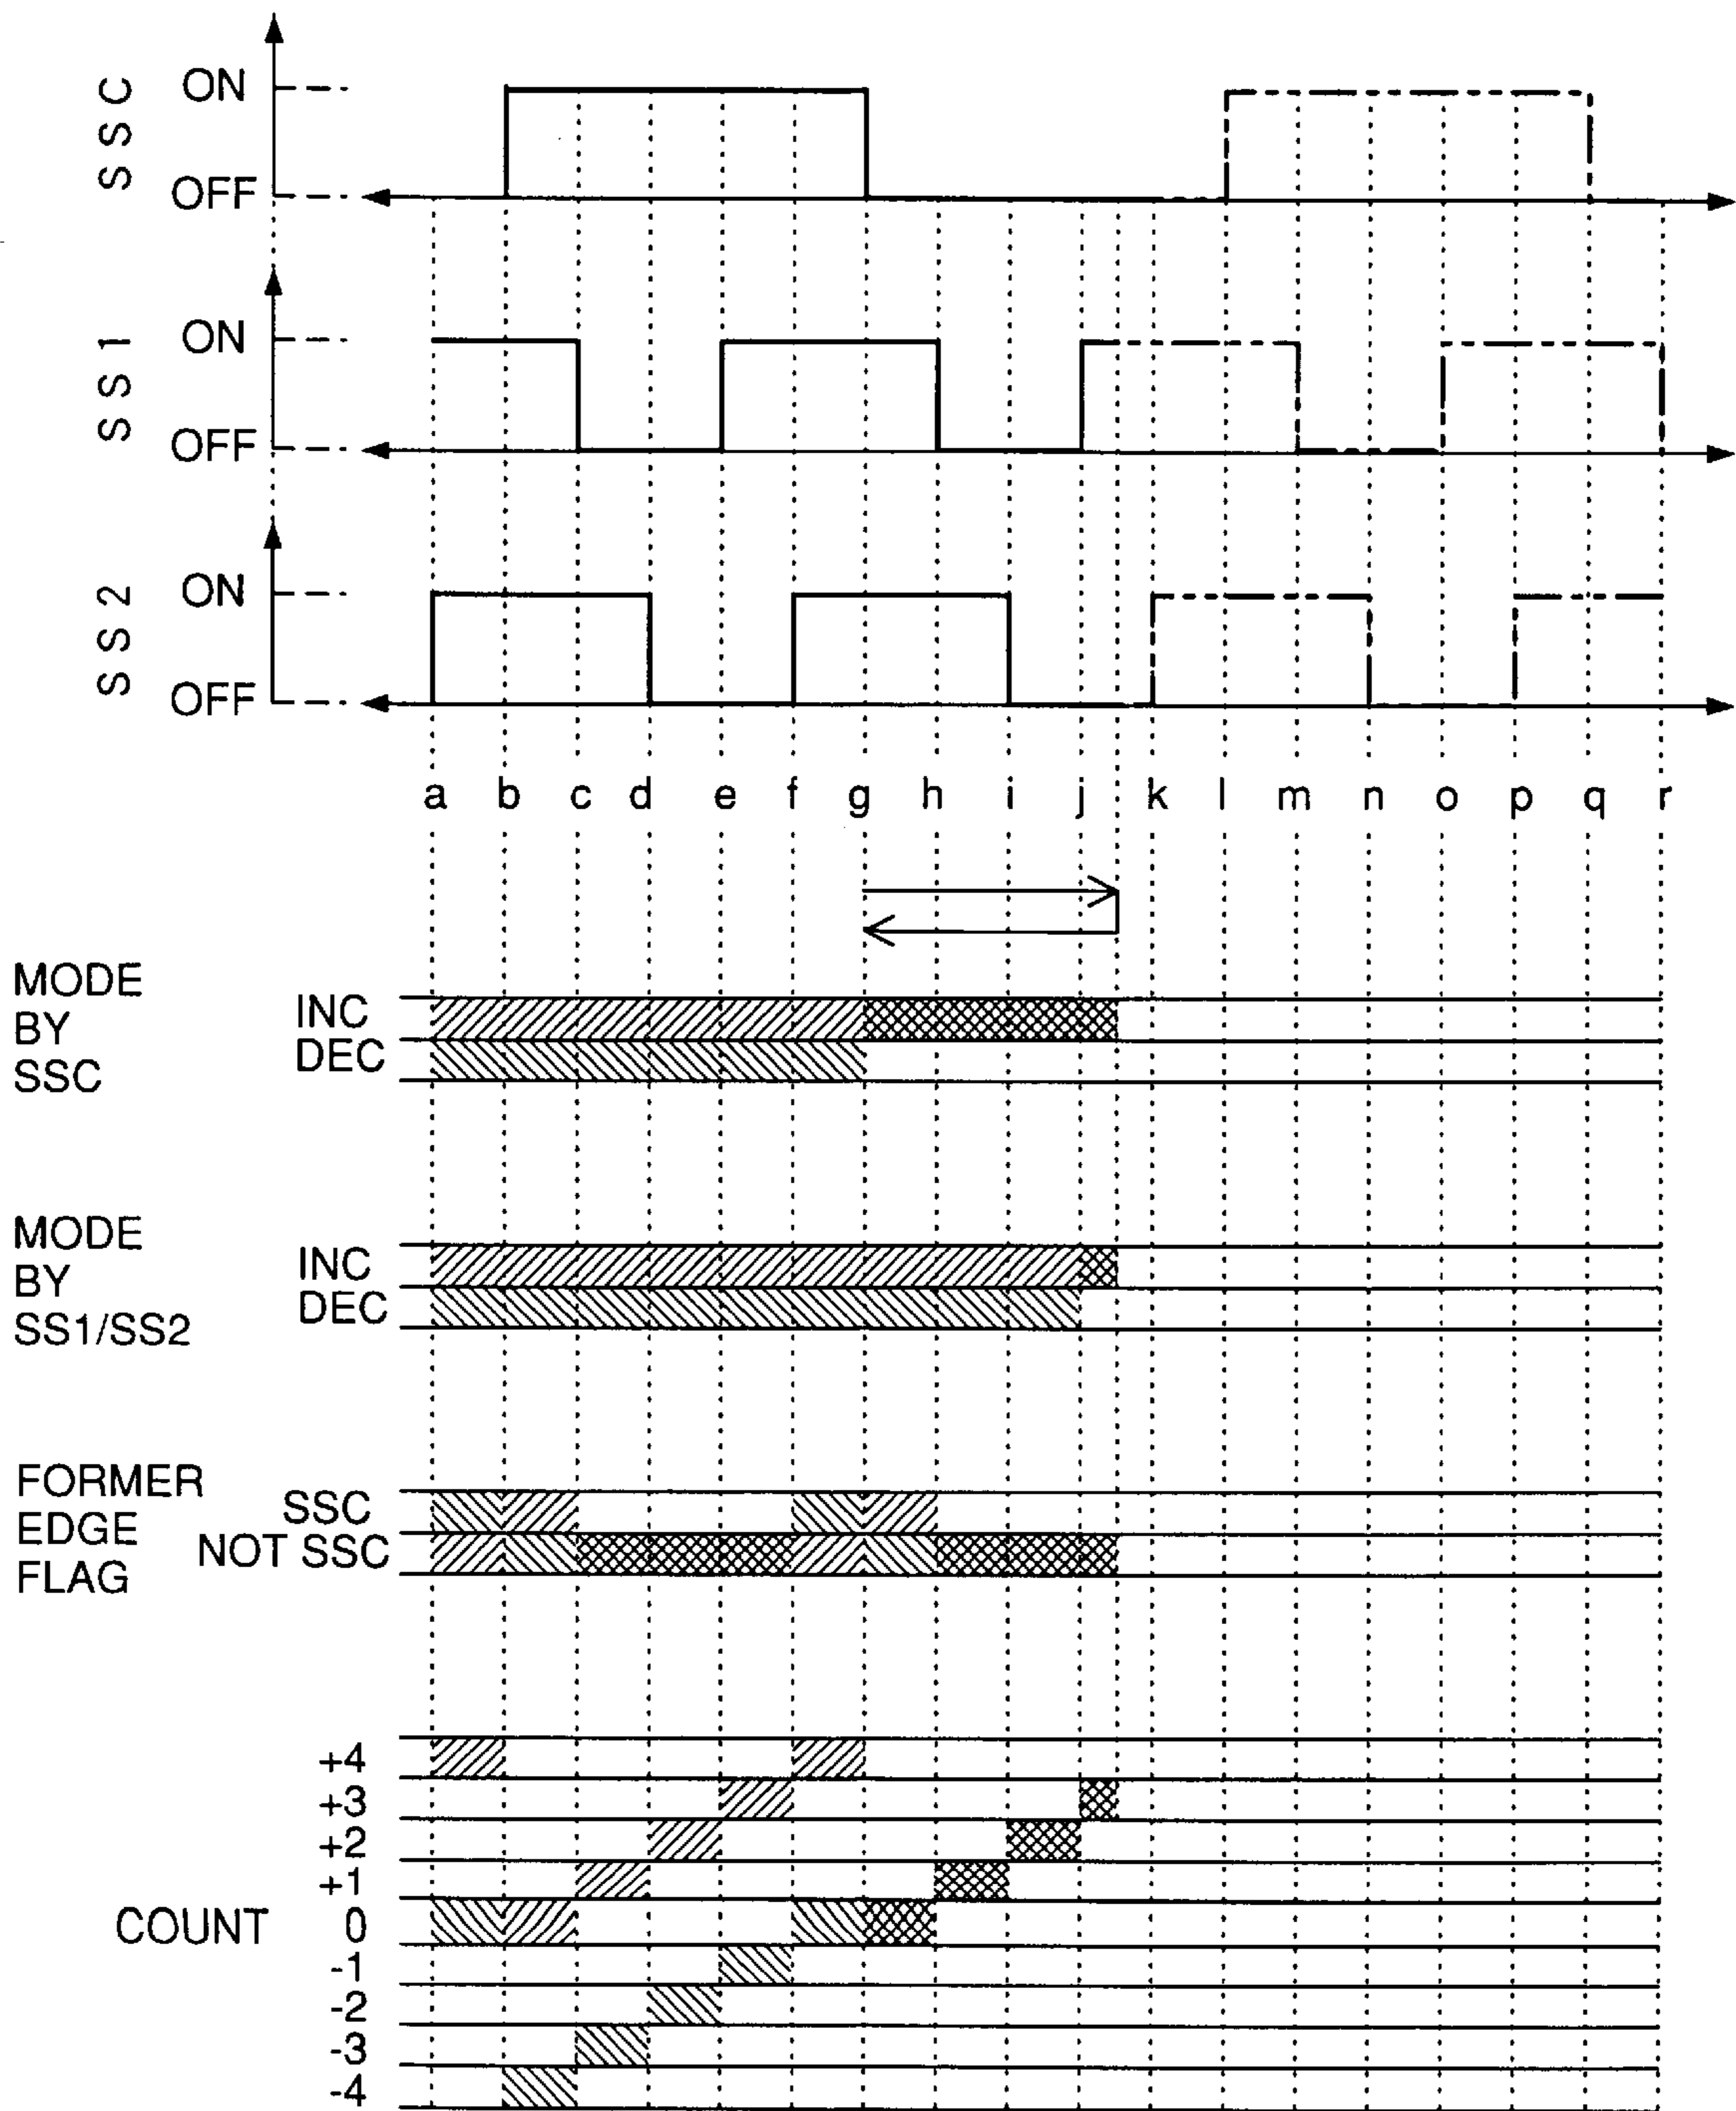 SSC
ON
OFF
SS1
ON
OFF
SS2
ON
OFF
a b c d e f g h i j k l m n o p q r
MODE
BY
SSC
INC
DEC
MODE
BY
SS1/SS2
INC
DEC
FORMER
EDGE
FLAG
SSC
NOT SSC
COUNT
+4
+3
+2
+1
0
-1
-2
-3
-4